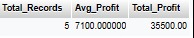 Total_Records Avg_Profit Total_Profit
5 7100.000000 35500.00